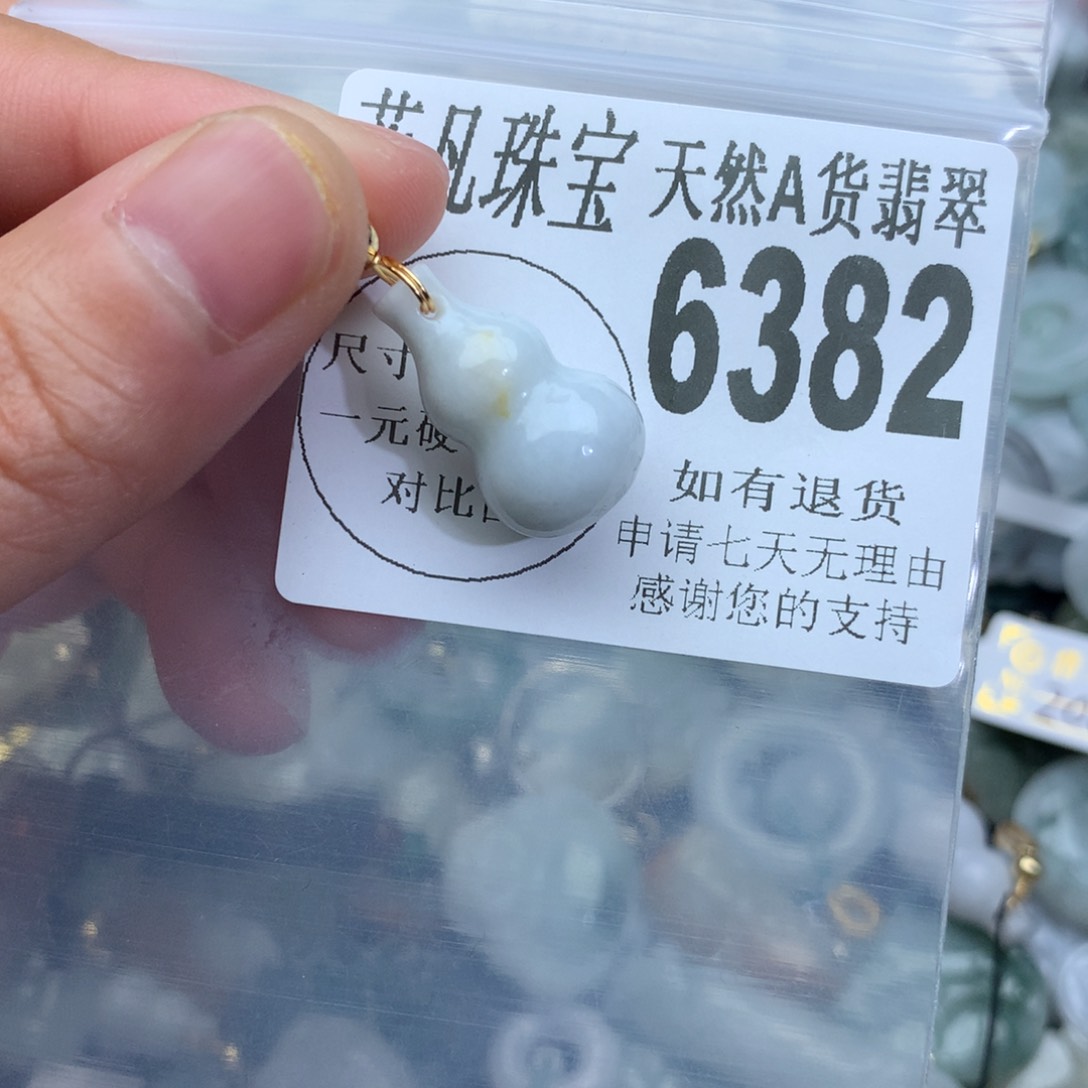 凡珠宝 天然A货翡翠
6382
尺寸
一元硬
对比
如有退货
申请七天无理由
感谢您的支持